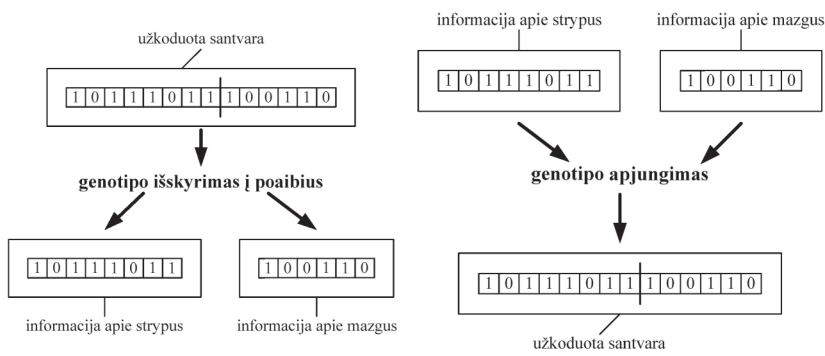 užkoduota santvara
1 0 1 1 1 0 1 1 1 0 0 1 1 0
genotipo išskyrimas į poaibius
1 0 1 1 1 0 1 1
1 0 0 1 1 0
informacija apie strypus
informacija apie mazgus
informacija apie strypus
informacija apie mazgus
1 0 1 1 1 0 1 1
1 0 0 1 1 0
genotipo apjungimas
1 0 1 1 1 0 1 1 1 0 0 1 1 0
užkoduota santvara